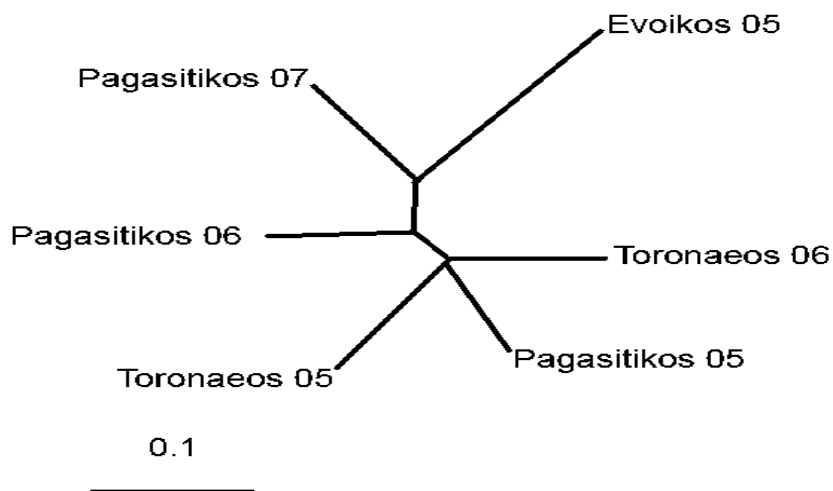 Evoikos 05
Pagasitikos 07
Pagasitikos 06
Toronaeos 06
Pagasitikos 05
Toronaeos 05
0.1